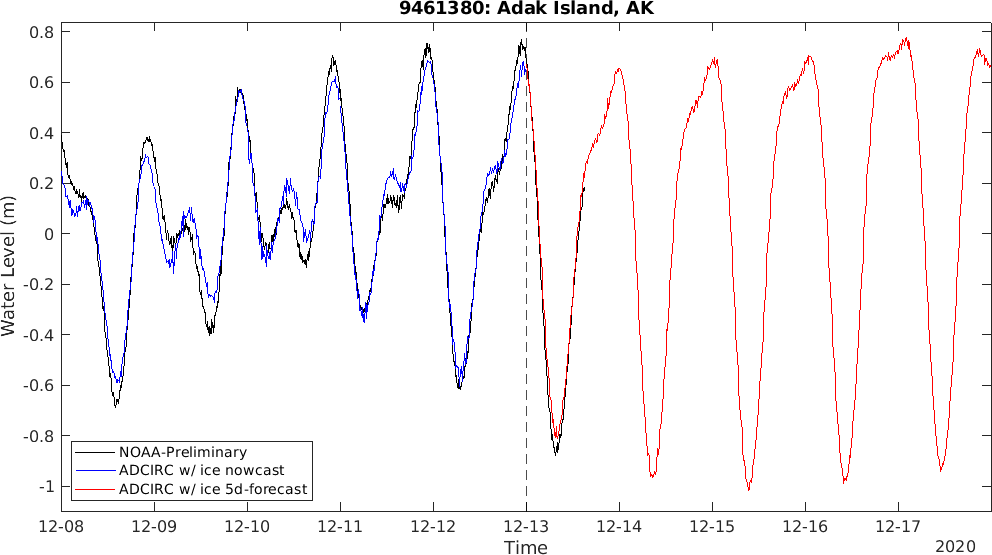 9461380: Adak Island, AK
Water Level (m)
0.8
0.6
0.4
0.2
0
-0.2
-0.4
-0.6
-0.8
-1
NOAA-Preliminary
ADCIRC w/ ice nowcast
ADCIRC w/ ice 5d-forecast
12-08 12-09 12-10 12-11 12-12 12-13 12-14 12-15 12-16 12-17
Time
2020